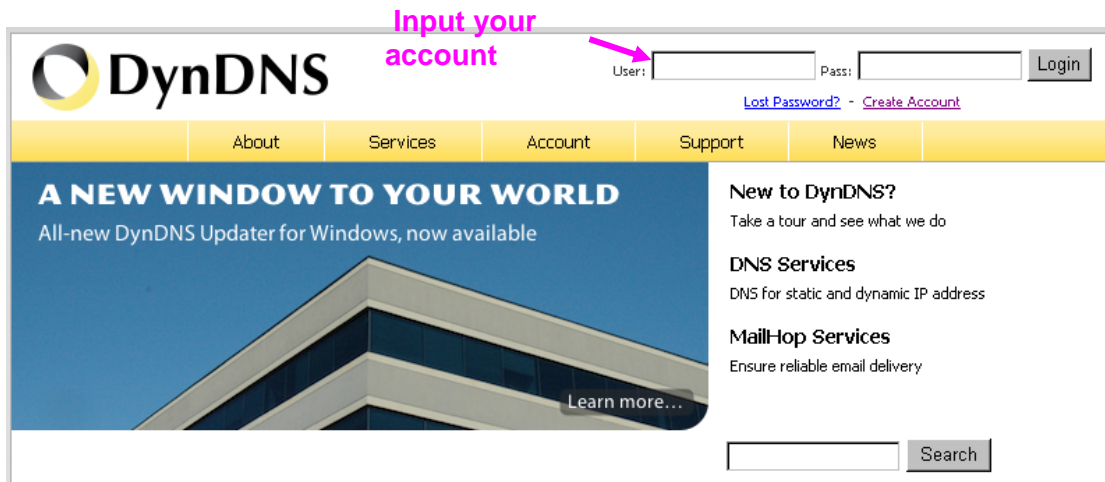 Input your
account
DynDNS
User: Pass: Login
Lost Password? - Create Account
About Services Account Support News
A NEW WINDOW TO YOUR WORLD
All-new DynDNS Updater for Windows, now available
Learn more...
New to DynDNS?
Take a tour and see what we do
DNS Services
DNS for static and dynamic IP address
MailHop Services
Ensure reliable email delivery
Search